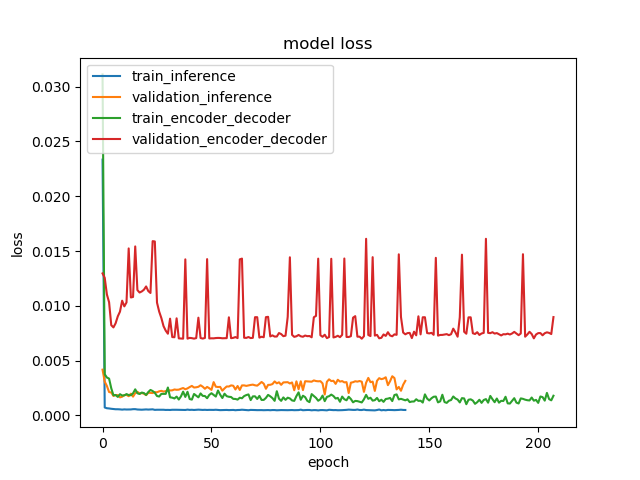 model loss
train_inference
validation_inference
train_encoder_decoder
validation_encoder_decoder
0.030
0.025
0.020
0.015
0.010
0.005
0.000
loss
0 50 100 150 200
epoch